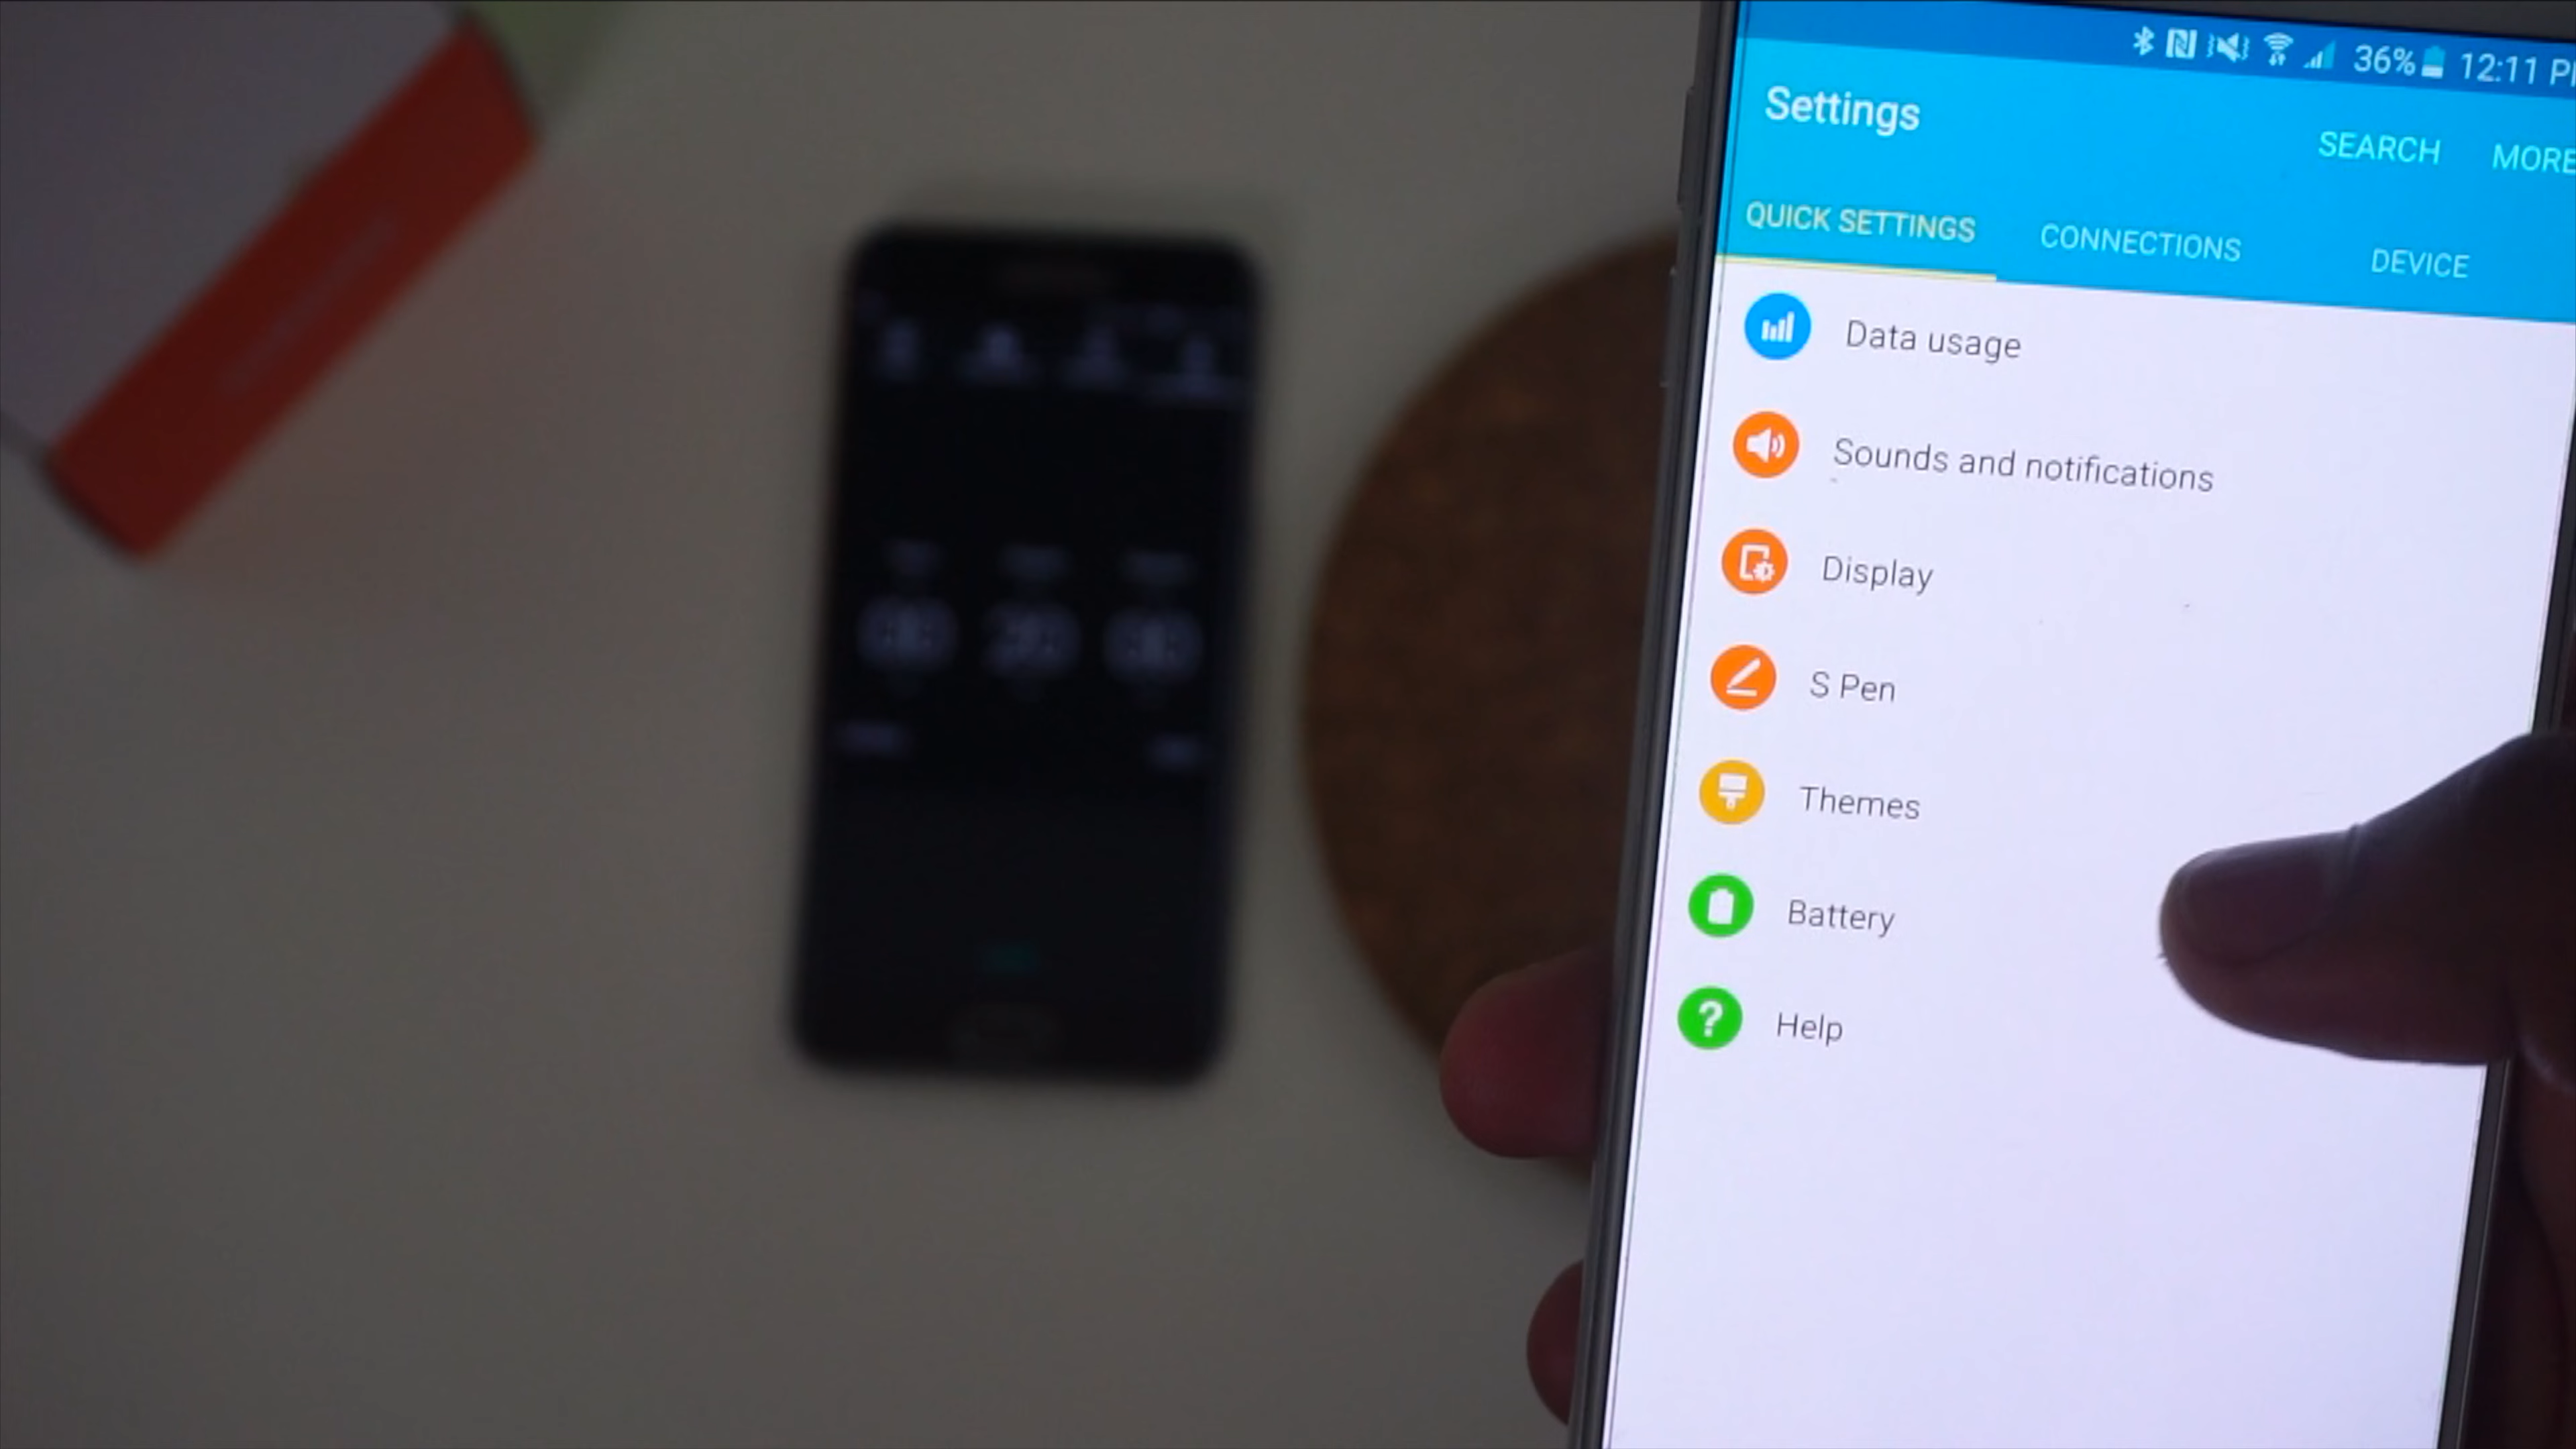 36% 12:11
Settings
SEARCH MORE
QUICK SETTINGS CONNECTIONS DEVICE
Data usage
Sounds and notifications
Display
S Pen
Themes
Battery
Help